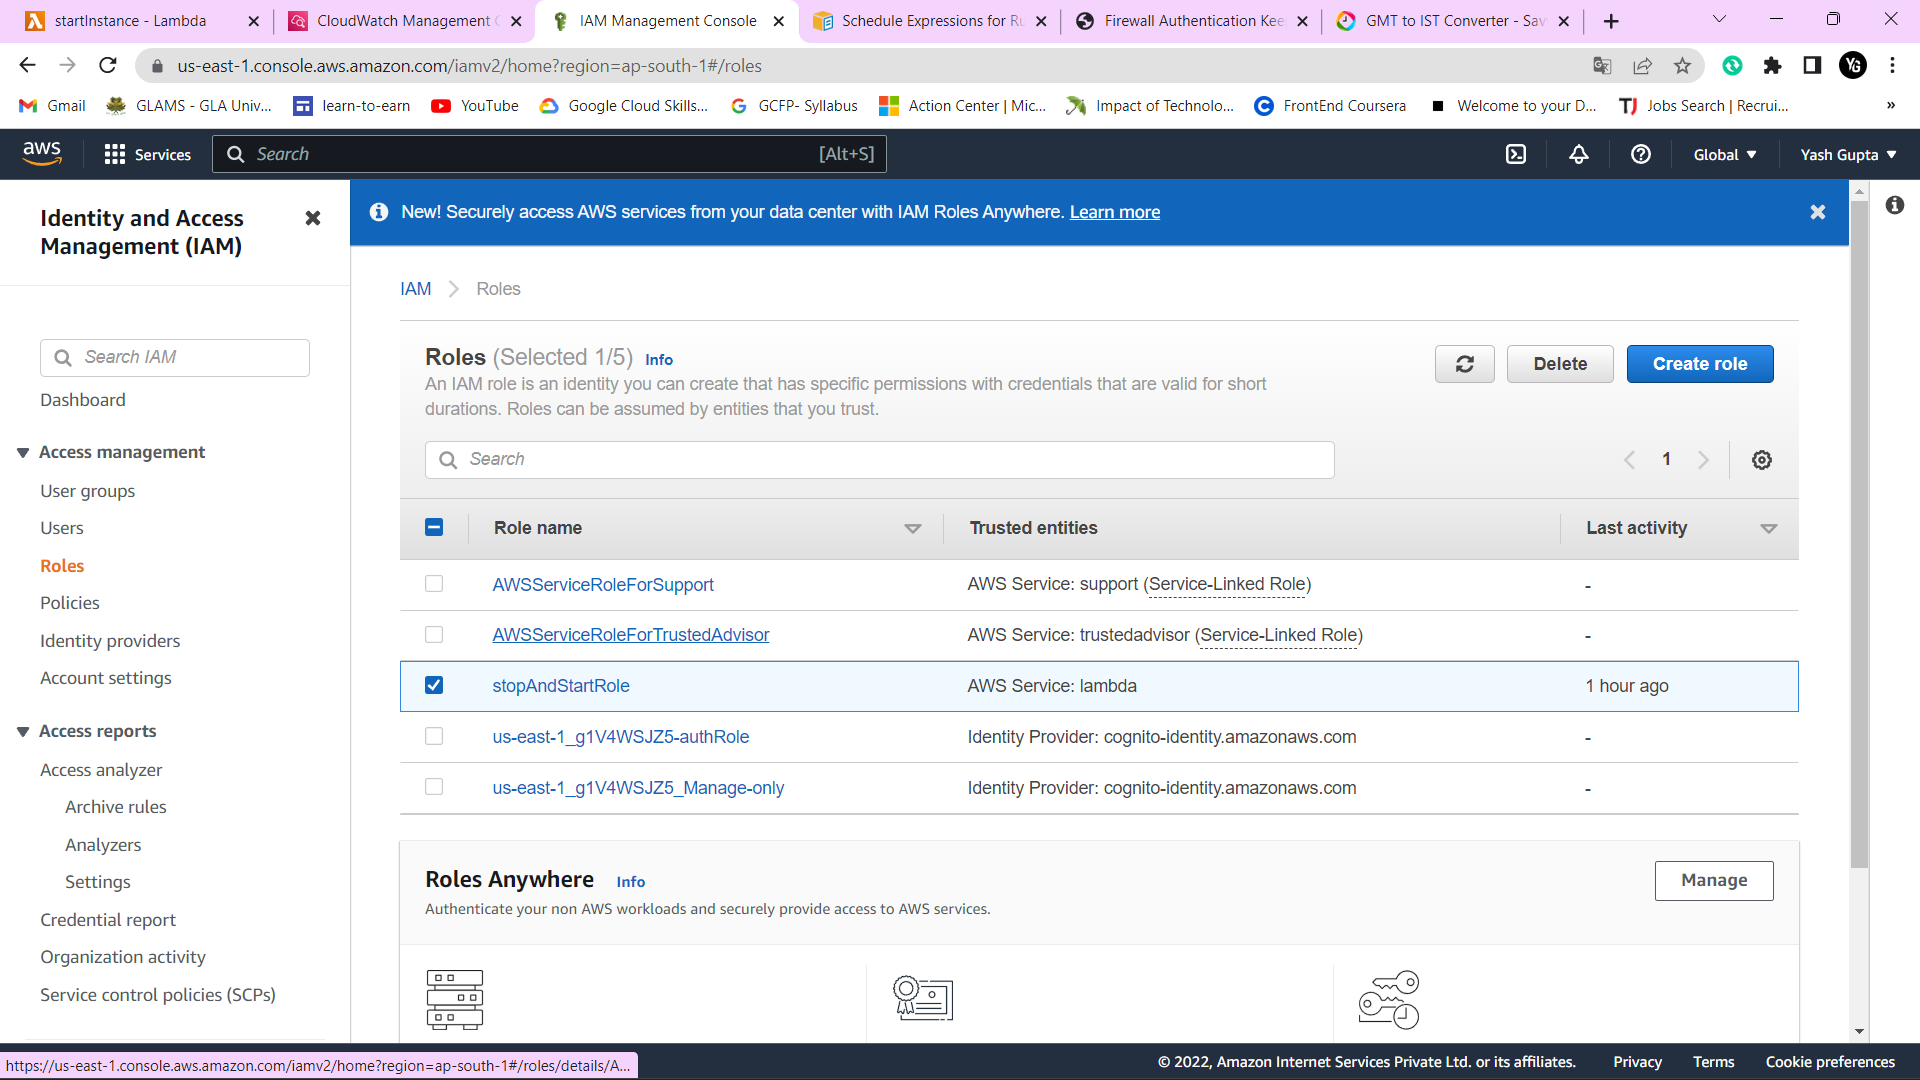 startInstance - Lambda
CloudWatch Management C
IAM Management Console
Schedule Expressions for Ru
Firewall Authentication Kee
GMT to IST Converter - Sav
us-east-1.console.aws.amazon.com/iamv2/home?region=ap-south-1#/roles
YG
Gmail
GLAMS - GLA Univ...
learn-to-earn
YouTube
Google Cloud Skills...
GCFP- Syllabus
Action Center | Mic...
Impact of Technolo...
FrontEnd Coursera
Welcome to your D...
Jobs Search | Recrui...
»
aws
Services
Search
[Alt+S]
Global
Yash Gupta
Identity and Access
Management (IAM)
New! Securely access AWS services from your data center with IAM Roles Anywhere. Learn more
Search IAM
Dashboard
Access management
User groups
Users
Roles
Policies
Identity providers
Account settings
Access reports
Access analyzer
Archive rules
Analyzers
Settings
Credential report
Organization activity
Service control policies (SCPs)
IAM > Roles
Roles (Selected 1/5) Info
An IAM role is an identity you can create that has specific permissions with credentials that are valid for short
durations. Roles can be assumed by entities that you trust.
Delete
Create role
Search
1
Role name Trusted entities Last activity
AWSServiceRoleForSupport AWS Service: support (Service-Linked Role) -
AWSServiceRoleForTrustedAdvisor AWS Service: trustedadvisor (Service-Linked Role) -
stopAndStartRole AWS Service: lambda 1 hour ago
us-east-1_g1V4WSJZ5-authRole Identity Provider: cognito-identity.amazonaws.com -
us-east-1_g1V4WSJZ5_Manage-only Identity Provider: cognito-identity.amazonaws.com -
Roles Anywhere Info
Authenticate your non AWS workloads and securely provide access to AWS services.
Manage
https://us-east-1.console.aws.amazon.com/iamv2/home?region=ap-south-1#/roles/details/A...
© 2022, Amazon Internet Services Private Ltd. or its affiliates.
Privacy
Terms
Cookie preferences